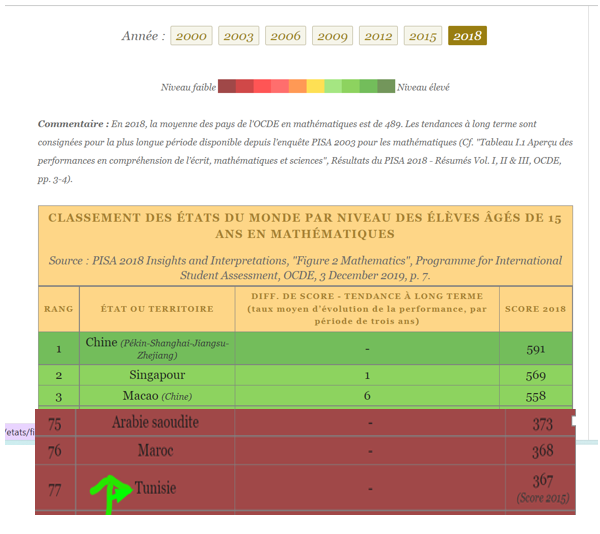 Année : 2000 2003 2006 2009 2012 2015 2018
Niveau faible Niveau élevé
Commentaire : En 2018, la moyenne des pays de l'OCDE en mathématiques est de 489. Les tendances à long terme sont
consignées pour la plus longue période disponible depuis l'enquête PISA 2003 pour les mathématiques (Cf. "Tableau I.1 Aperçu des
performances en compréhension de l'écrit, mathématiques et sciences", Résultats du PISA 2018 - Résumés Vol. I, II & III, OCDE,
pp. 3-4).
CLASSEMENT DES ÉTATS DU MONDE PAR NIVEAU DES ÉLÈVES ÂGÉS DE 15
ANS EN MATHÉMATIQUES
Source : PISA 2018 Insights and Interpretations, "Figure 2 Mathematics", Programme for International
Student Assessment, OCDE, 3 December 2019, p. 7.
RANG ÉTAT OU TERRITOIRE DIFF. DE SCORE - TENDANCE À LONG TERME (taux moyen d'évolution de la performance, par période de trois ans) SCORE 2018
1 Chine (Pékin-Shanghai-Jiangsu-Zhejiang) - 591
2 Singapour 1 569
3 Macao (Chine) 6 558
/etats/fi
75 Arabie saoudite - 373
76 Maroc - 368
77 Tunisie - 367
(Score 2015)